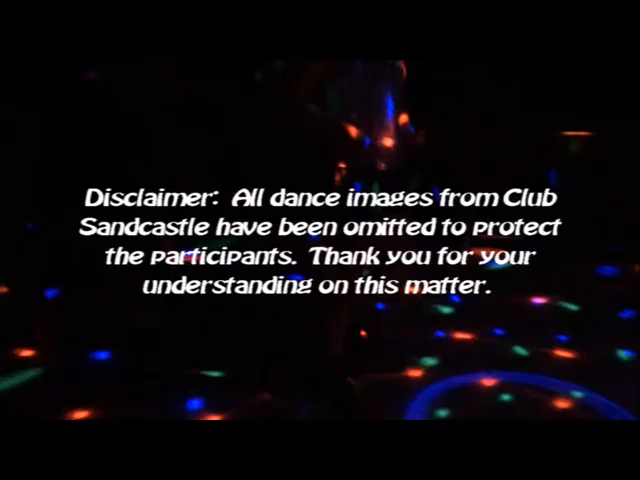 Disclaimer:  All dance images from Club
Sandcastle have been omitted to protect
the participants.  Thank you for your
understanding on this matter.